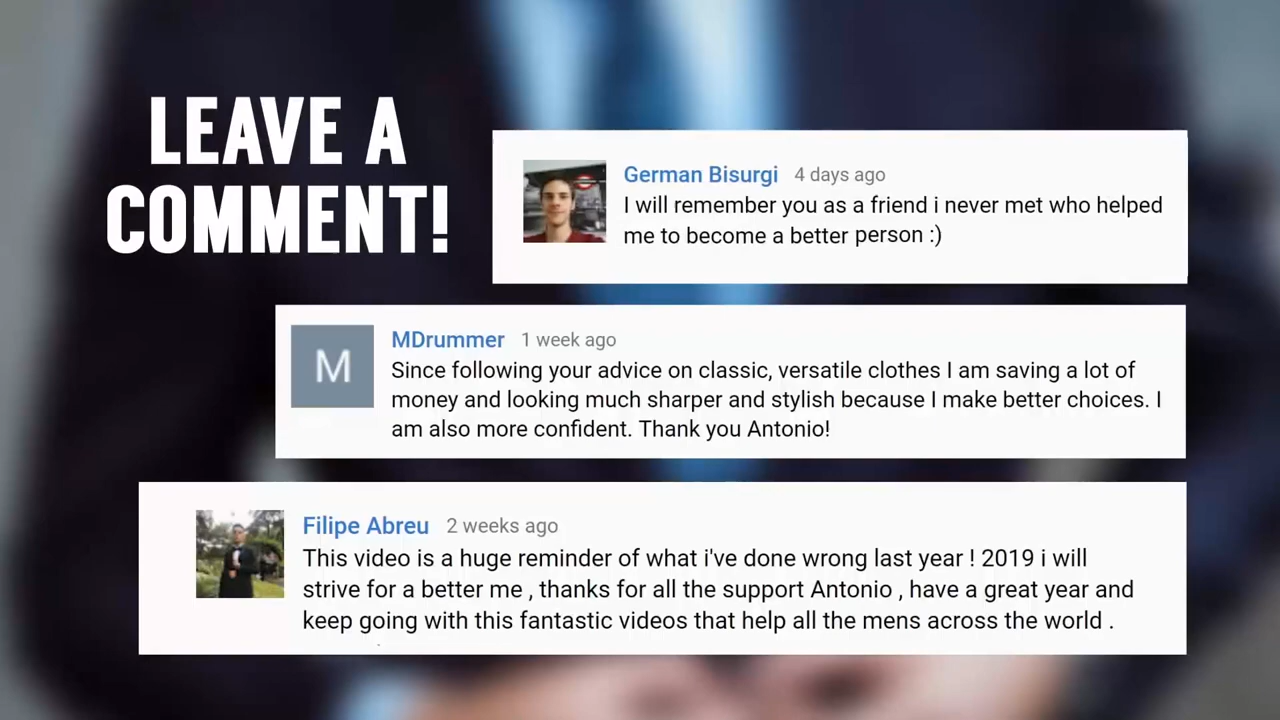 LEAVE A
COMMENT!
German Bisurgi 4 days ago
I will remember you as a friend i never met who helped
me to become a better person :)
M
MDrummer 1 week ago
Since following your advice on classic, versatile clothes I am saving a lot of
money and looking much sharper and stylish because I make better choices. I
am also more confident. Thank you Antonio!
Filipe Abreu 2 weeks ago
This video is a huge reminder of what i've done wrong last year ! 2019 i will
strive for a better me , thanks for all the support Antonio , have a great year and
keep going with this fantastic videos that help all the mens across the world .